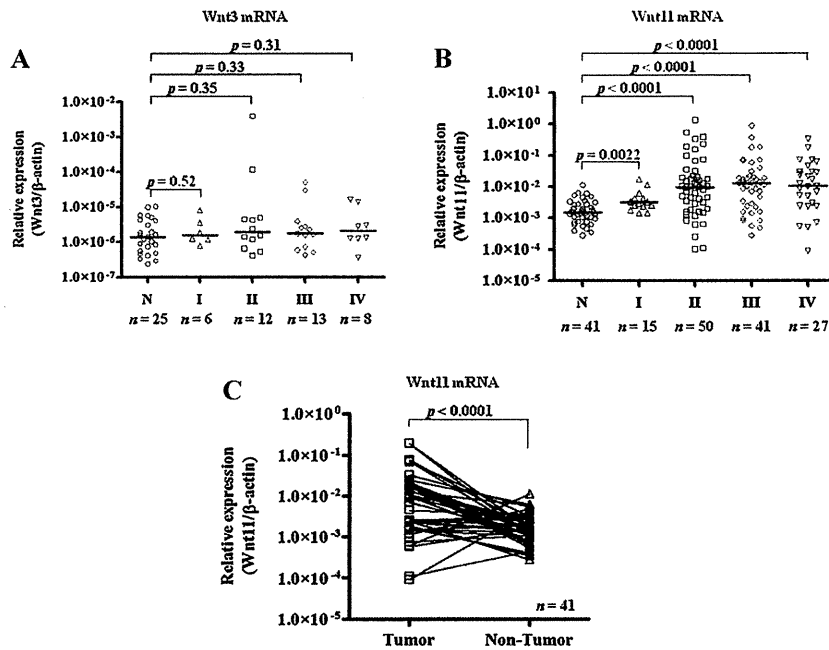 A
Wnt3 mRNA
p = 0.31
p = 0.33
p = 0.35
p = 0.52
Relative expression
(Wnt3/β-actin)
1.0×10⁻²
1.0×10⁻³
1.0×10⁻⁴
1.0×10⁻⁵
1.0×10⁻⁶
1.0×10⁻⁷
N I II III IV
n = 25 n = 6 n = 12 n = 13 n = 8
B
Wnt11 mRNA
p < 0.0001
p < 0.0001
p < 0.0001
p = 0.0022
Relative expression
(Wnt11/β-actin)
1.0×10⁺¹
1.0×10⁺⁰
1.0×10⁻¹
1.0×10⁻²
1.0×10⁻³
1.0×10⁻⁴
1.0×10⁻⁵
N I II III IV
n = 41 n = 15 n = 50 n = 41 n = 27
C
Wnt11 mRNA
p < 0.0001
Relative expression
(Wnt11/β-actin)
1.0×10⁰
1.0×10⁻¹
1.0×10⁻²
1.0×10⁻³
1.0×10⁻⁴
1.0×10⁻⁵
n = 41
Tumor Non-Tumor